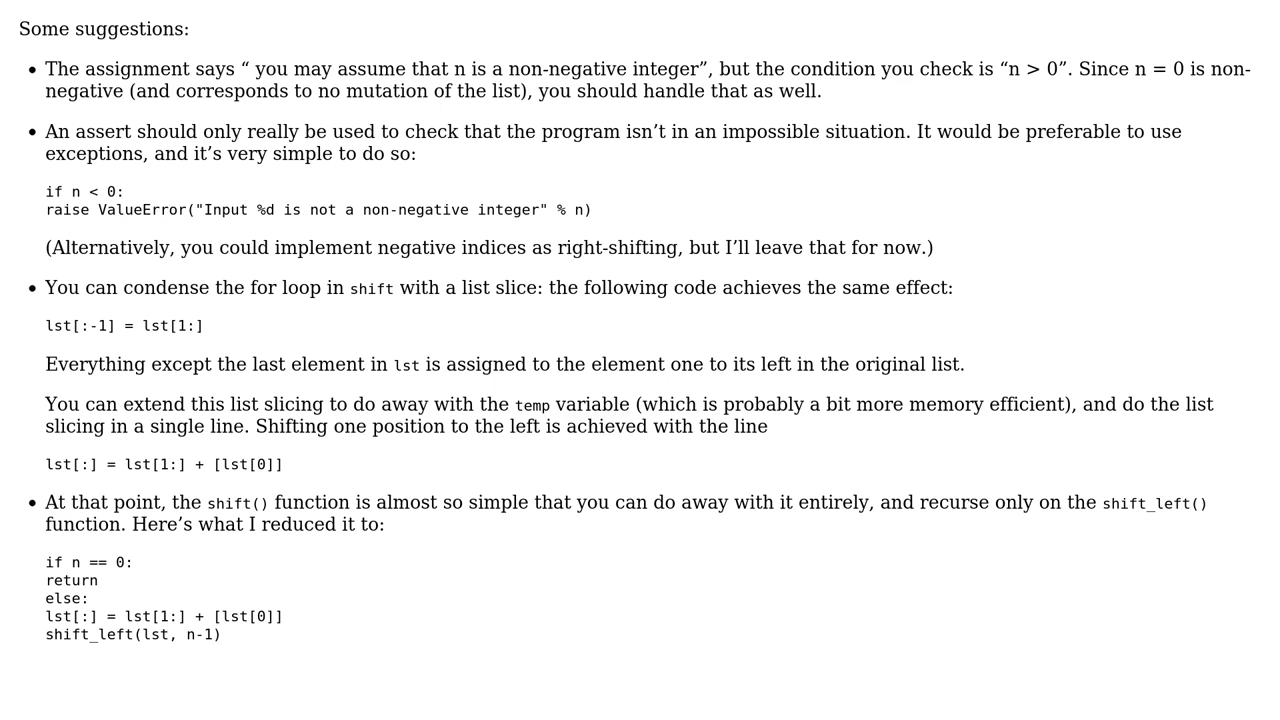 Some suggestions:
• The assignment says “ you may assume that n is a non-negative integer”, but the condition you check is “n > 0”. Since n = 0 is non-
negative (and corresponds to no mutation of the list), you should handle that as well.
• An assert should only really be used to check that the program isn’t in an impossible situation. It would be preferable to use
exceptions, and it’s very simple to do so:
if n < 0:
raise ValueError("Input %d is not a non-negative integer" % n)
(Alternatively, you could implement negative indices as right-shifting, but I’ll leave that for now.)
• You can condense the for loop in shift with a list slice: the following code achieves the same effect:
lst[:-1] = lst[1:]
Everything except the last element in lst is assigned to the element one to its left in the original list.
You can extend this list slicing to do away with the temp variable (which is probably a bit more memory efficient), and do the list
slicing in a single line. Shifting one position to the left is achieved with the line
lst[:] = lst[1:] + [lst[0]]
• At that point, the shift() function is almost so simple that you can do away with it entirely, and recurse only on the shift_left()
function. Here’s what I reduced it to:
if n == 0:
return
else:
lst[:] = lst[1:] + [lst[0]]
shift_left(lst, n-1)